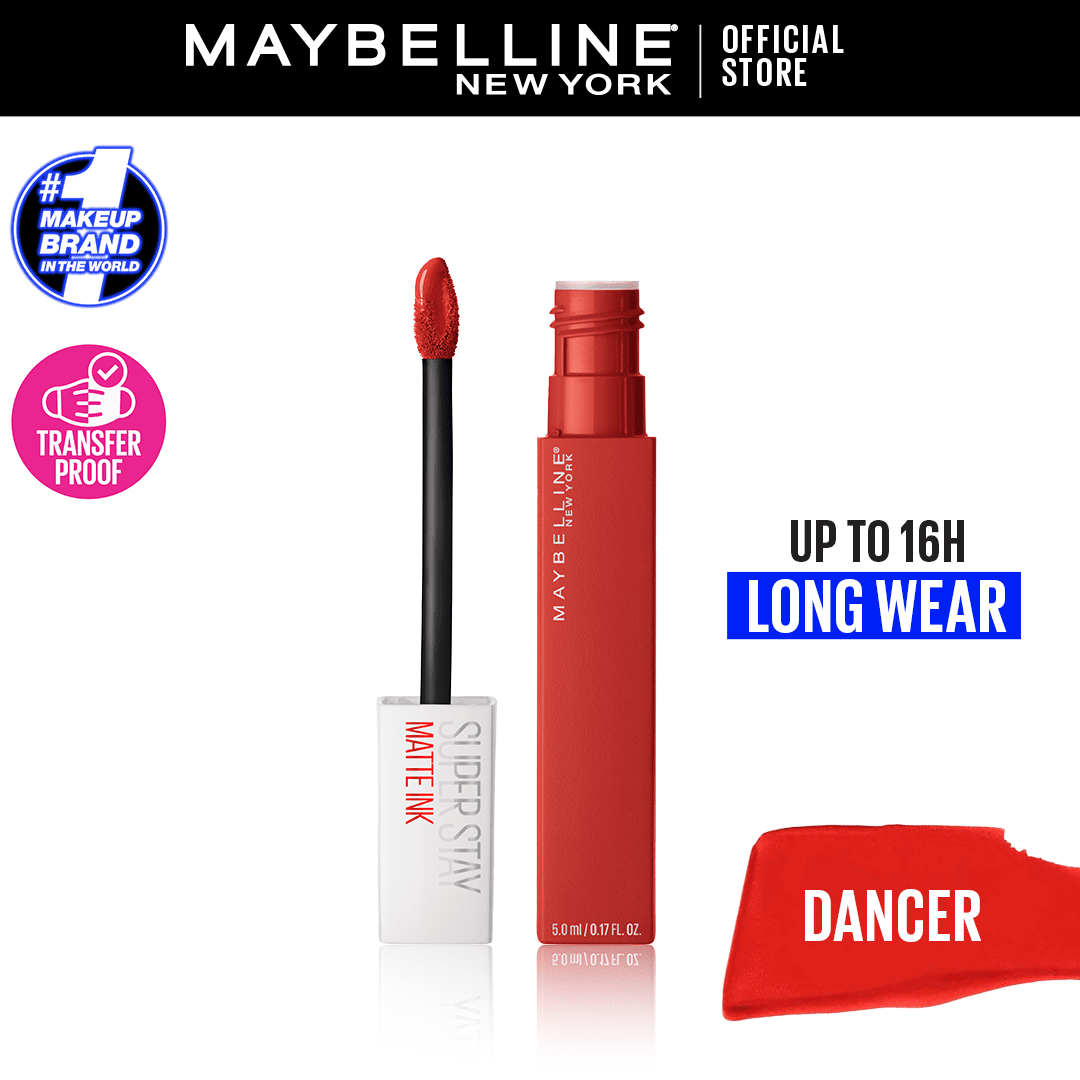 MAYBELLINE®
NEW YORK
OFFICIAL
STORE
#1
MAKEUP
BRAND
IN THE WORLD
TRANSFER
PROOF
MAYBELLINE®
NEW YORK
UP TO 16H
LONG WEAR
SUPER STAY
MATTE INK
DANCER
5.0 ml / 0.17 FL. OZ.